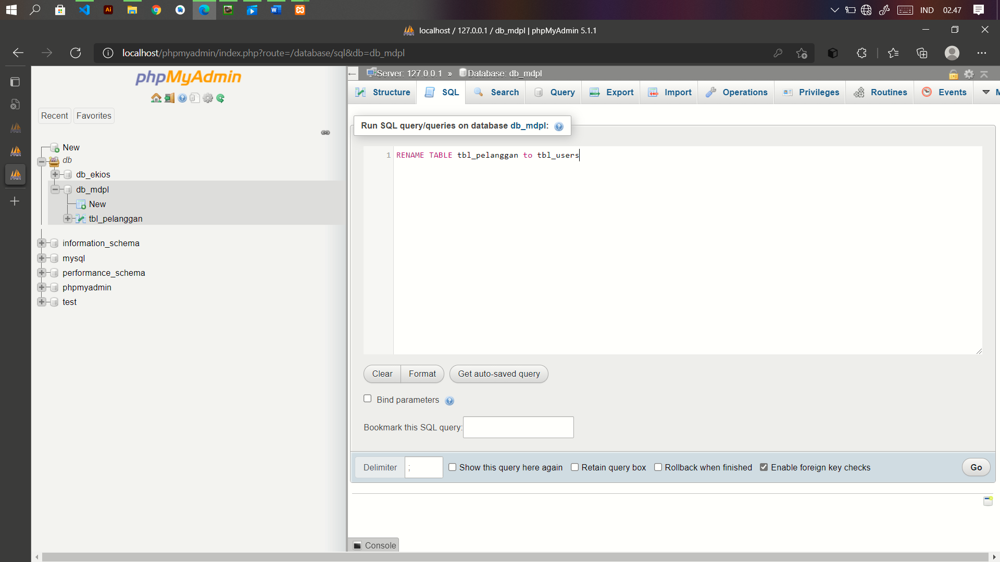 IND 02.47
localhost / 127.0.0.1 / db_mdpl | phpMyAdmin 5.1.1
localhost/phpmyadmin/index.php?route=/database/sql&db=db_mdpl
phpMyAdmin
Recent Favorites
New
db
db_ekios
db_mdpl
New
tbl_pelanggan
information_schema
mysql
performance_schema
phpmyadmin
test
Server: 127.0.0.1 » Database: db_mdpl
Structure SQL Search Query Export Import Operations Privileges Routines Events
Run SQL query/queries on database db_mdpl:
1 RENAME TABLE tbl_pelanggan to tbl_users
Clear Format Get auto-saved query
Bind parameters
Bookmark this SQL query:
Delimiter ; Show this query here again Retain query box Rollback when finished Enable foreign key checks Go
Console